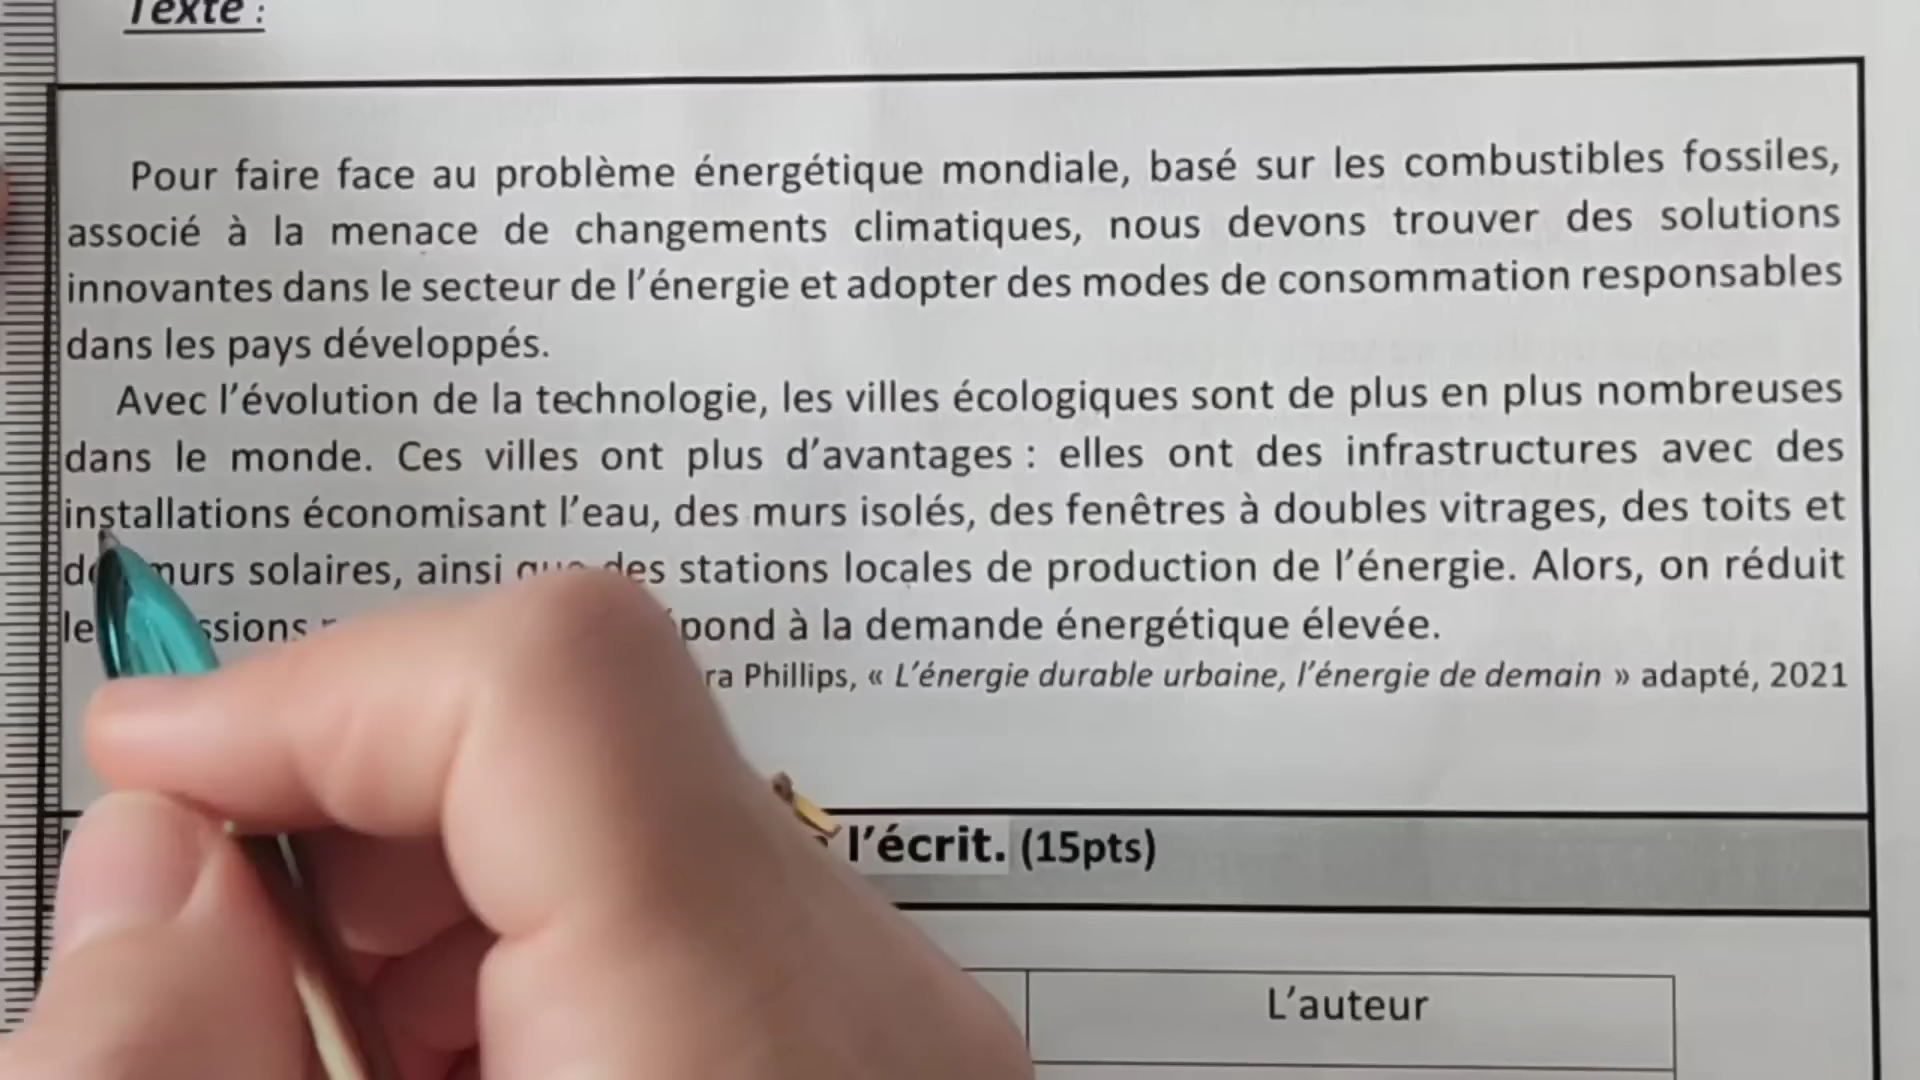 Texte :
Pour faire face au problème énergétique mondiale, basé sur les combustibles fossiles,
associé à la menace de changements climatiques, nous devons trouver des solutions
innovantes dans le secteur de l'énergie et adopter des modes de consommation responsables
dans les pays développés.
Avec l'évolution de la technologie, les villes écologiques sont de plus en plus nombreuses
dans le monde. Ces villes ont plus d'avantages : elles ont des infrastructures avec des
installations économisant l'eau, des murs isolés, des fenêtres à doubles vitrages, des toits et
murs solaires, ainsi que des stations locales de production de l'énergie. Alors, on réduit
à la demande énergétique élevée.
Phillips, « L'énergie durable urbaine, l'énergie de demain » adapté, 2021
l'écrit. (15pts)
L'auteur